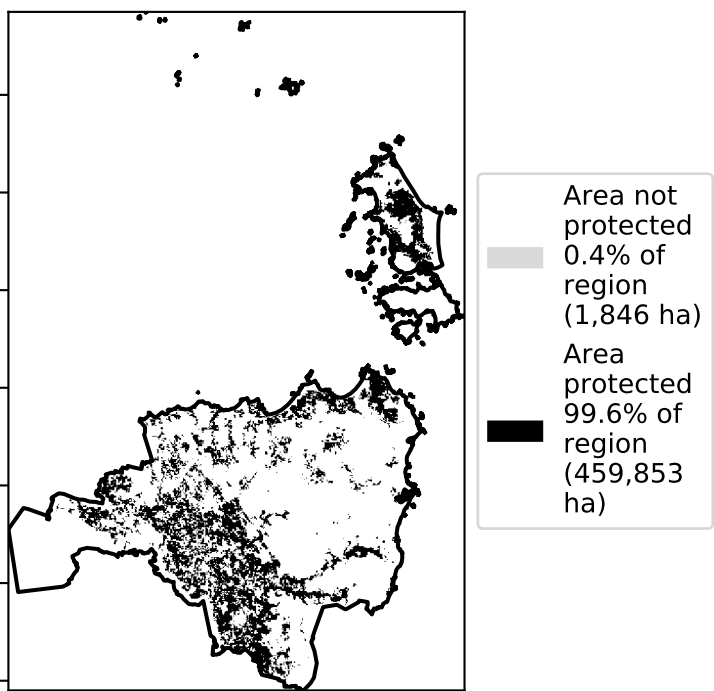 Area not
protected
0.4% of
region
(1,846 ha)
Area
protected
99.6% of
region
(459,853
ha)